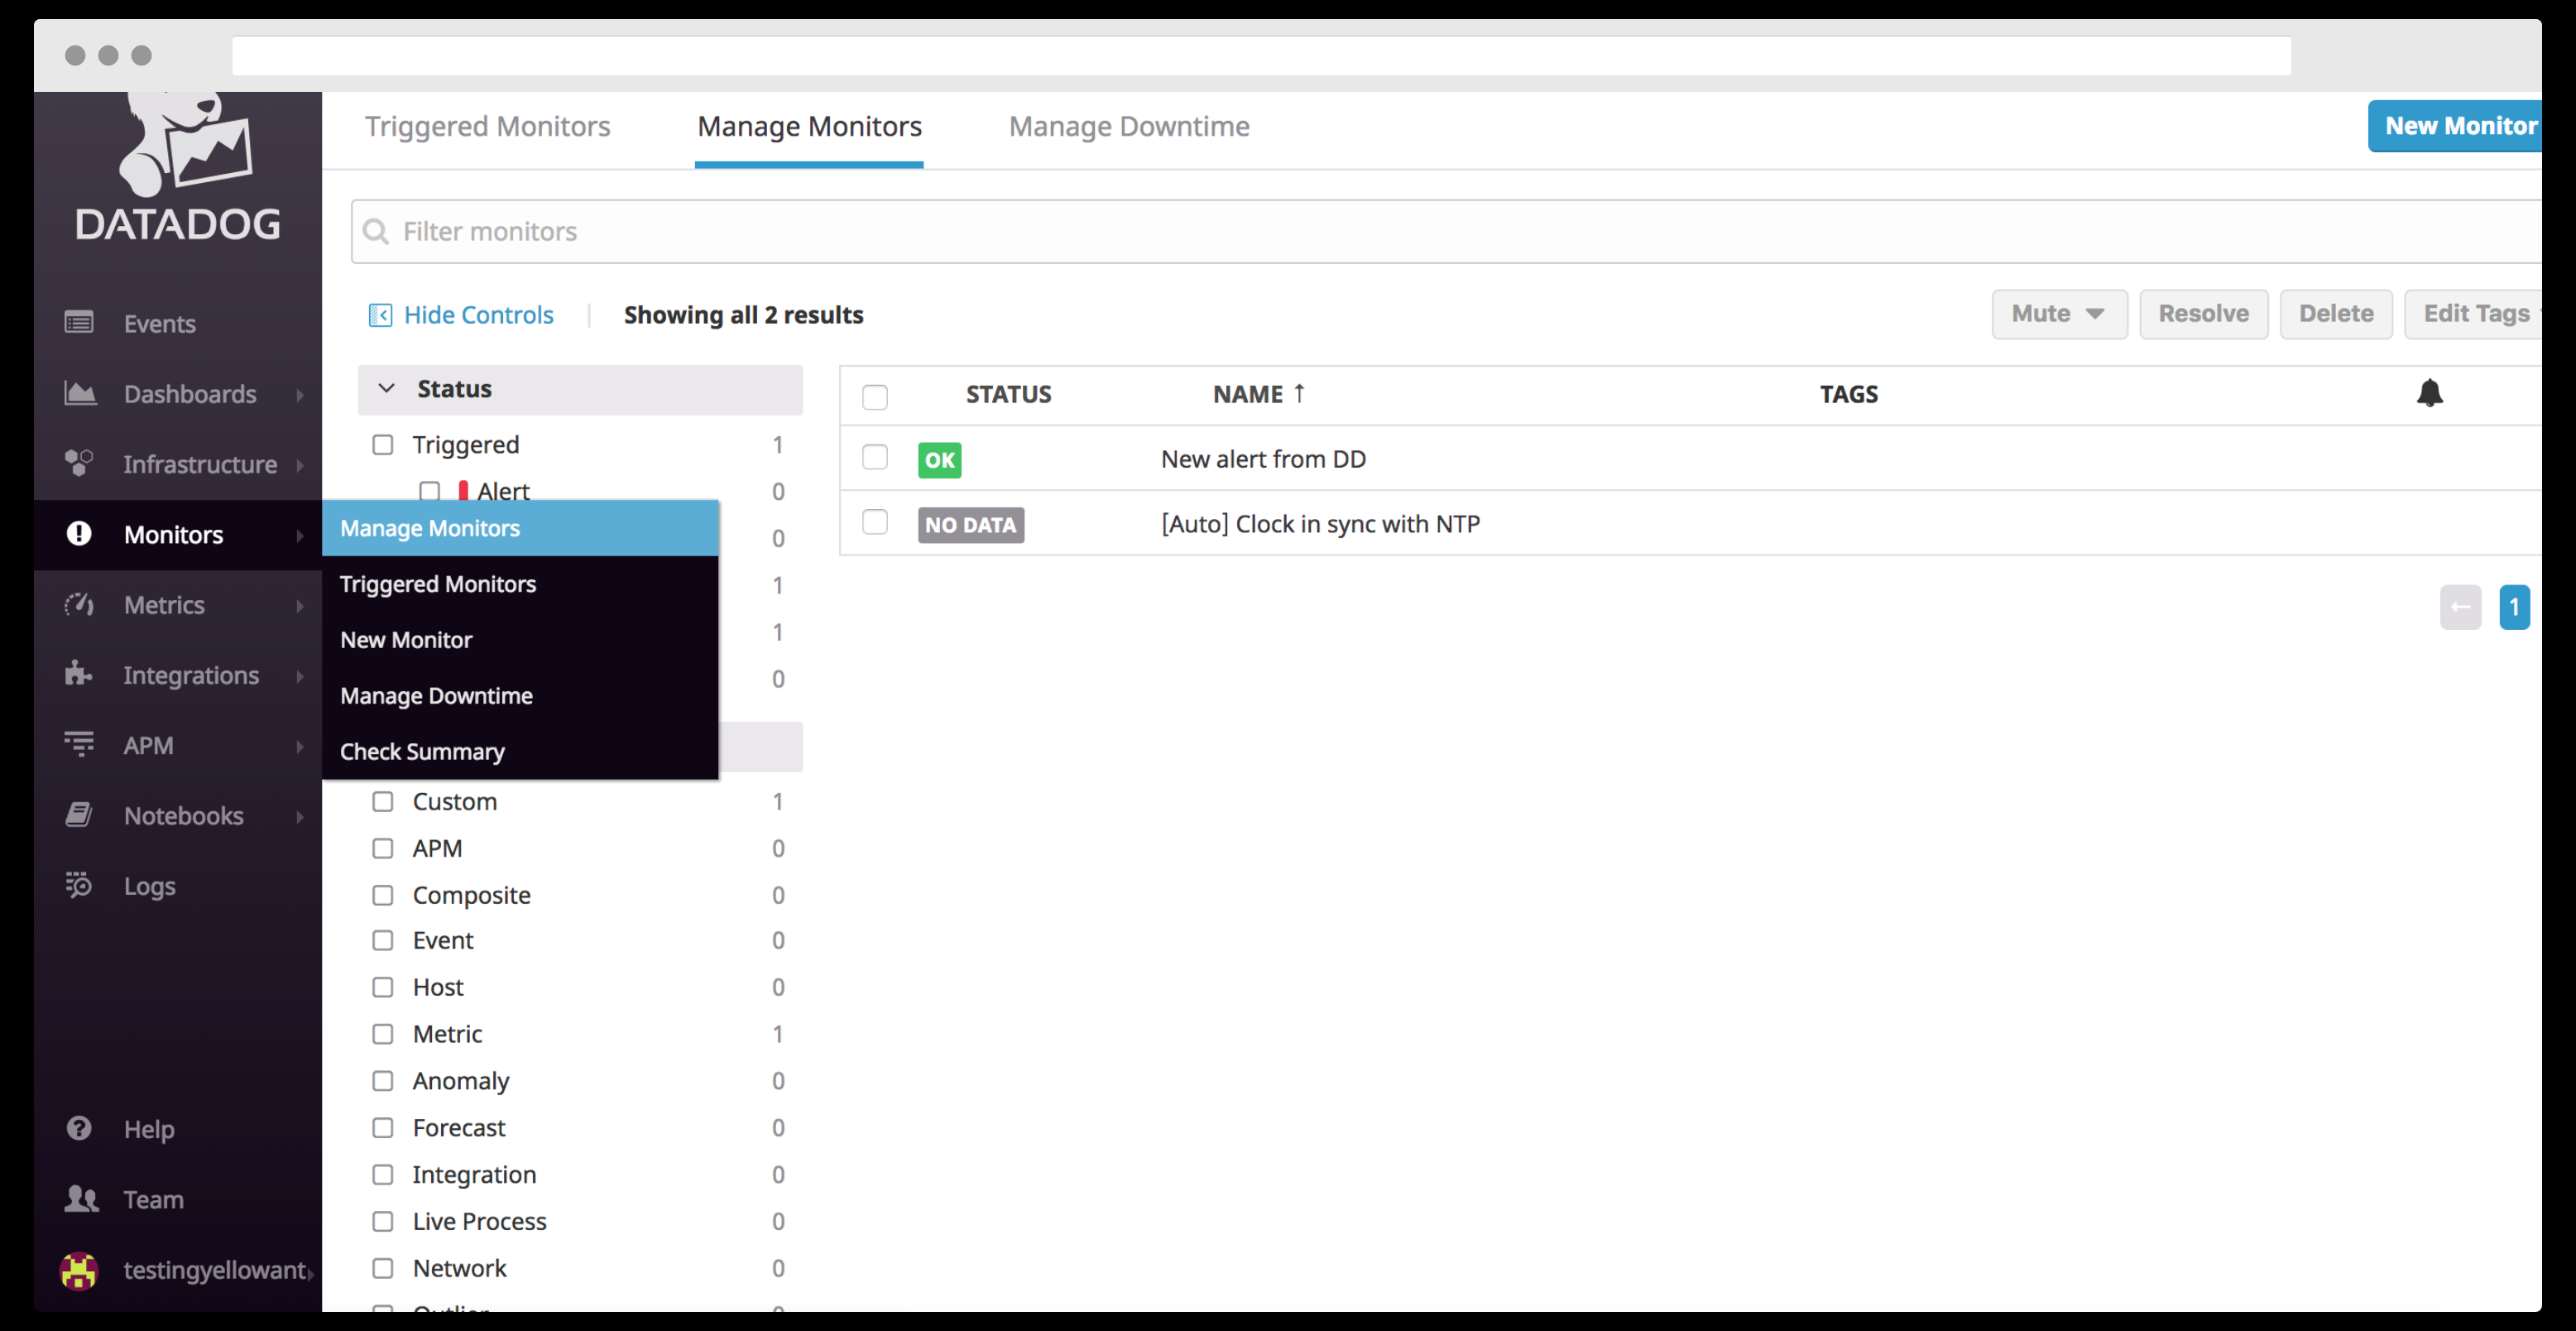 DATADOG
Events
Dashboards
Infrastructure
Monitors
Metrics
Integrations
APM
Notebooks
Logs
Help
Team
testingyellowant
Triggered Monitors Manage Monitors Manage Downtime
New Monitor
Filter monitors
Hide Controls Showing all 2 results
Mute Resolve Delete Edit Tags
Status
Triggered 1
Alert 0
0
1
1
0
Manage Monitors
Triggered Monitors
New Monitor
Manage Downtime
Check Summary
Custom 1
APM 0
Composite 0
Event 0
Host 0
Metric 1
Anomaly 0
Forecast 0
Integration 0
Live Process 0
Network 0
STATUS NAME ↑ TAGS
OK New alert from DD
NO DATA [Auto] Clock in sync with NTP
← 1